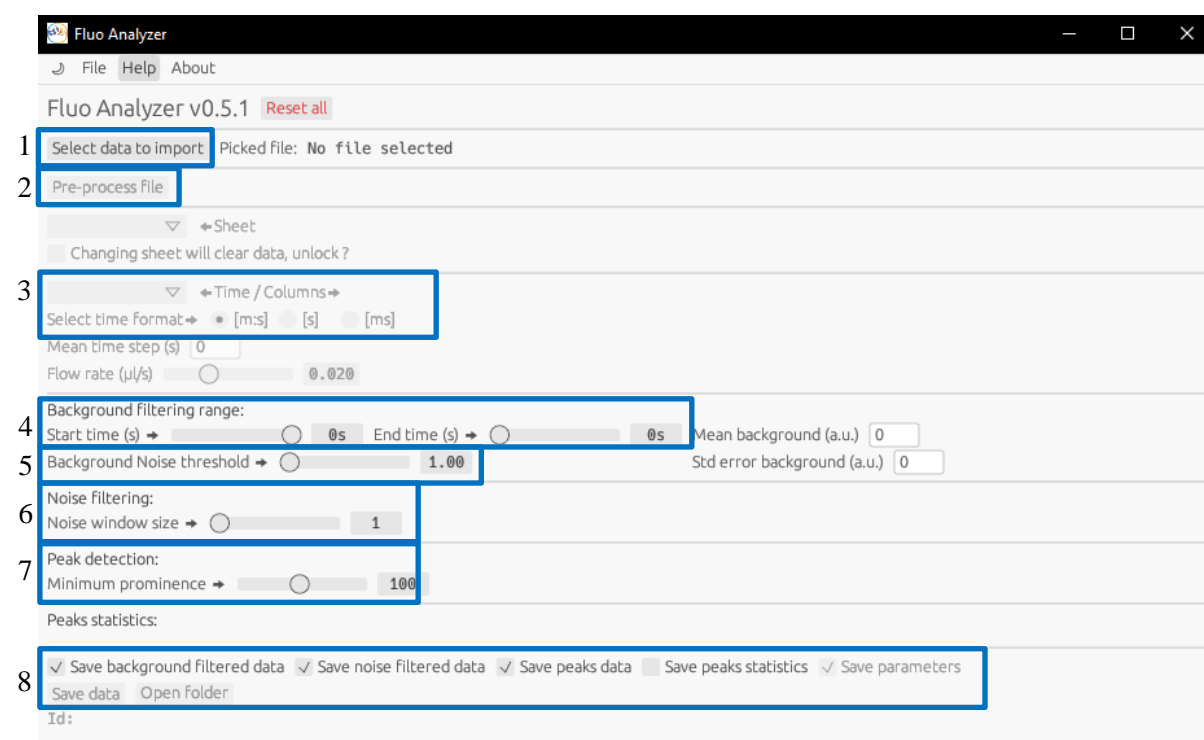 Fluo Analyzer
File Help About
Fluo Analyzer v0.5.1 Reset all
1 Select data to import Picked file: No file selected
2 Pre-process file
←Sheet
Changing sheet will clear data, unlock ?
3 ←Time / Columns→
Select time format→ [m:s] [s] [ms]
Mean time step (s) 0
Flow rate (µl/s) 0.020
Background filtering range:
4 Start time (s) → 0s End time (s) → 0s Mean background (a.u.) 0
5 Background Noise threshold → 1.00 Std error background (a.u.) 0
Noise filtering:
6 Noise window size → 1
Peak detection:
7 Minimum prominence → 100
Peaks statistics:
8 Save background filtered data Save noise filtered data Save peaks data Save peaks statistics Save parameters
Save data Open folder
Id: